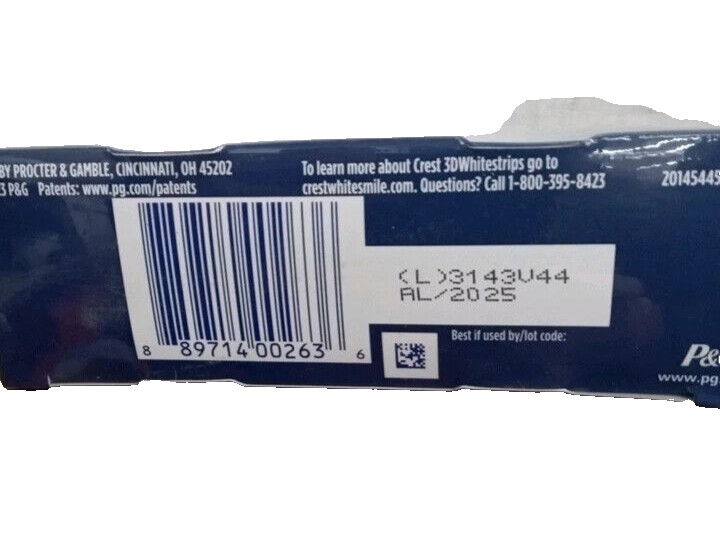 BY PROCTER & GAMBLE, CINCINNATI, OH 45202
3 P&G Patents: www.pg.com/patents
To learn more about Crest 3DWhitestrips go to
crestwhitesmile.com. Questions? Call 1-800-395-8423
20145445
(L)3143V44
AL/2025
Best if used by/lot code:
8 89714 00263 6
P&
www.pg.